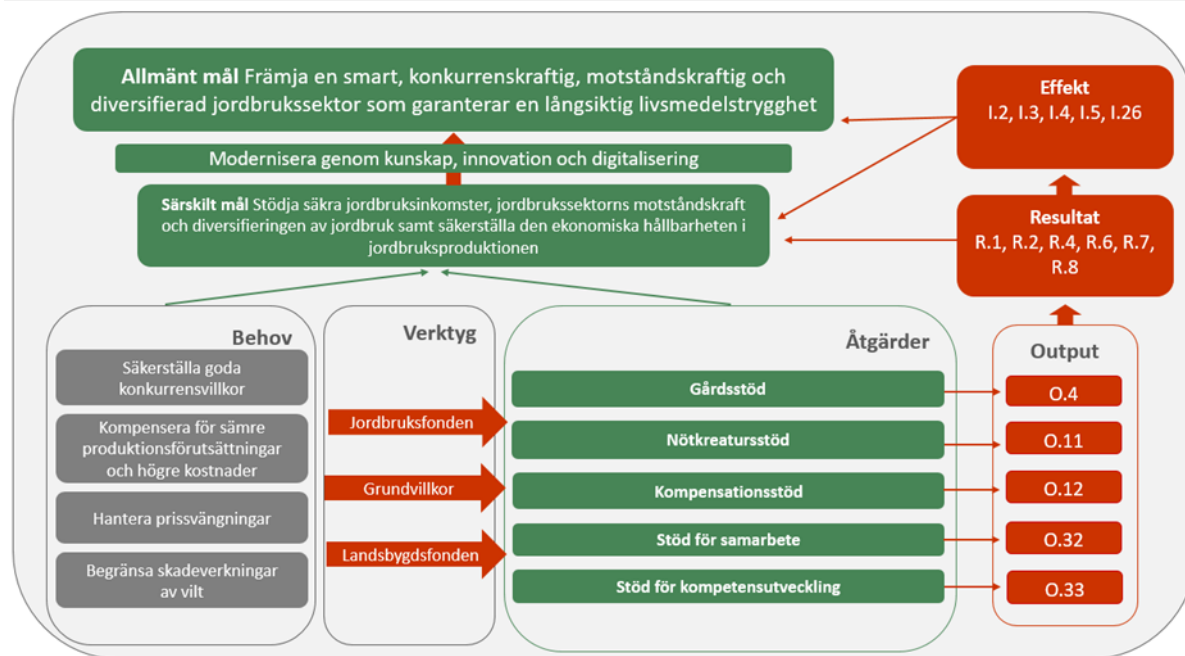 Allmänt mål Främja en smart, konkurrenskraftig, motståndskraftig och
diversifierad jordbrukssektor som garanterar en långsiktig livsmedelstrygghet
Modernisera genom kunskap, innovation och digitalisering
Särskilt mål Stödja säkra jordbruksinkomster, jordbrukssektorns motståndskraft
och diversifieringen av jordbruk samt säkerställa den ekonomiska hållbarheten i
jordbruksproduktionen
Effekt
I.2, I.3, I.4, I.5, I.26
Resultat
R.1, R.2, R.4, R.6, R.7,
R.8
Behov
Säkerställa goda
konkurrensvillkor
Kompensera för sämre
produktionsförutsättningar
och högre kostnader
Hantera prissvängningar
Begränsa skadeverkningar
av vilt
Verktyg
Jordbruksfonden
Grundvillkor
Landsbygdsfonden
Åtgärder
Gårdsstöd
Nötkreatursstöd
Kompensationsstöd
Stöd för samarbete
Stöd för kompetensutveckling
Output
O.4
O.11
O.12
O.32
O.33